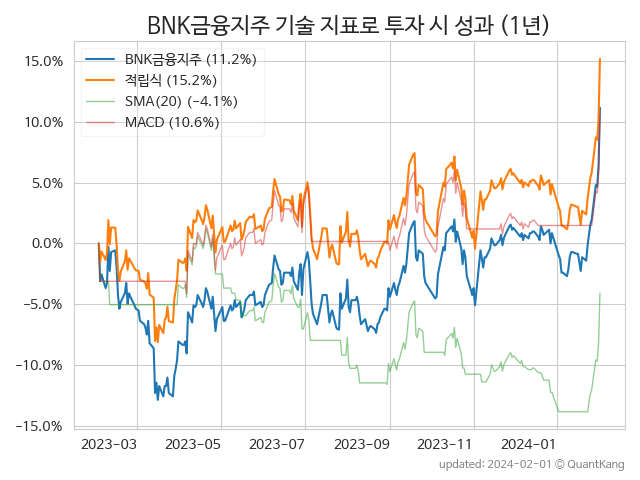 BNK금융지주 기술 지표로 투자 시 성과 (1년)
BNK금융지주 (11.2%)
적립식 (15.2%)
SMA(20) (−4.1%)
MACD (10.6%)
15.0%
10.0%
5.0%
0.0%
−5.0%
−10.0%
−15.0%
2023-03 2023-05 2023-07 2023-09 2023-11 2024-01
updated: 2024-02-01 © QuantKang